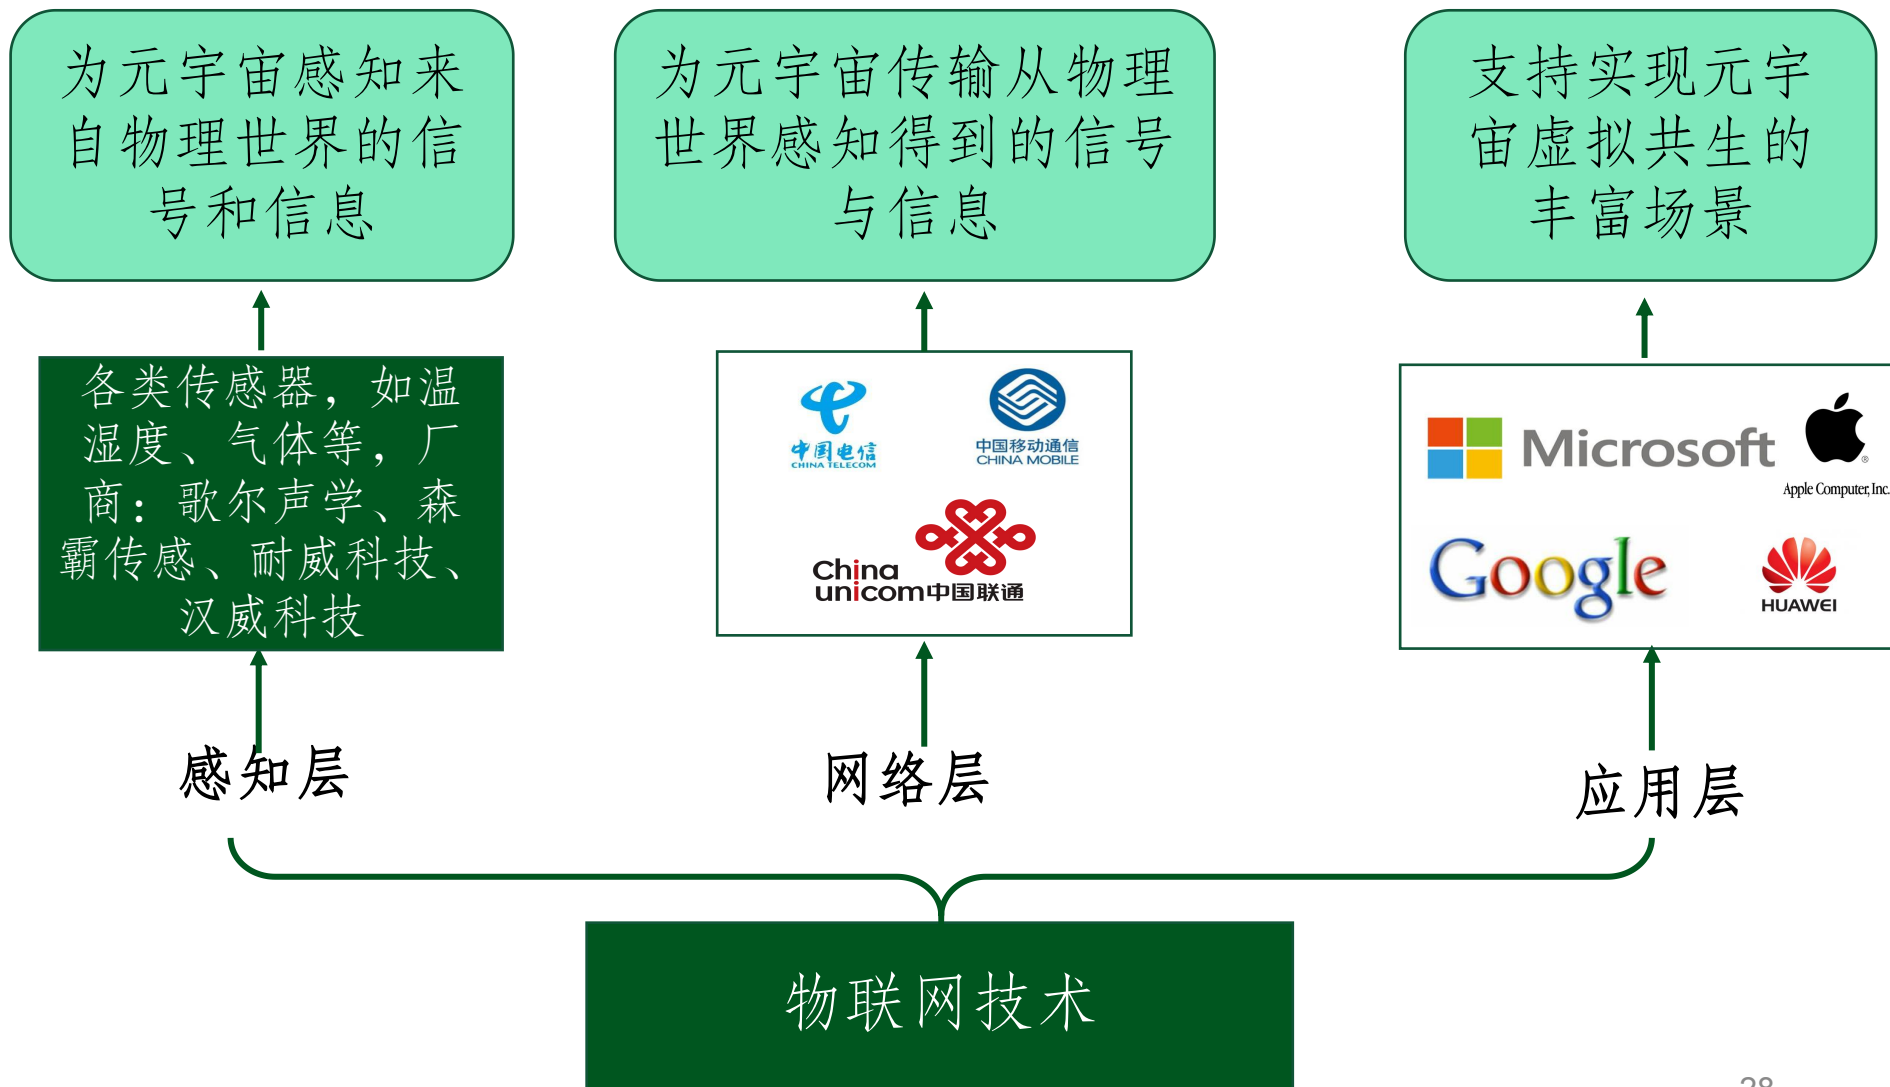 为元宇宙感知来
自物理世界的信
号和信息
为元宇宙传输从物理
世界感知得到的信号
与信息
支持实现元宇
宙虚拟共生的
丰富场景
各类传感器，如温
湿度、气体等，厂
商：歌尔声学、森
霸传感、耐威科技、
汉威科技
中国电信
CHINA TELECOM
中国移动通信
CHINA MOBILE
China
unicom中国联通
Microsoft
Apple Computer, Inc.
Google
HUAWEI
感知层
网络层
应用层
物联网技术